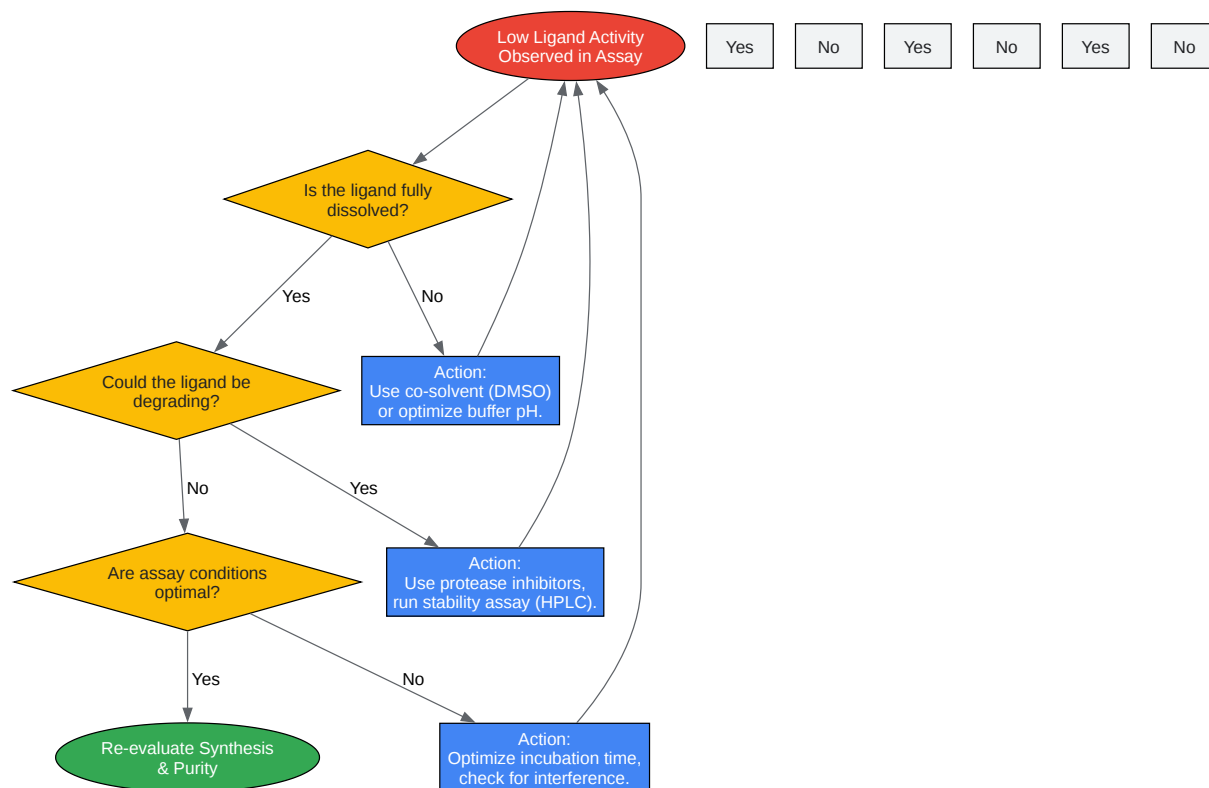 Low Ligand Activity
Observed in Assay
Yes
No
Yes
No
Yes
No
Is the ligand fully
dissolved?
Yes
No
Could the ligand be
degrading?
Action:
Use co-solvent (DMSO)
or optimize buffer pH.
No
Yes
Are assay conditions
optimal?
Action:
Use protease inhibitors,
run stability assay (HPLC).
Yes
No
Re-evaluate Synthesis
& Purity
Action:
Optimize incubation time,
check for interference.